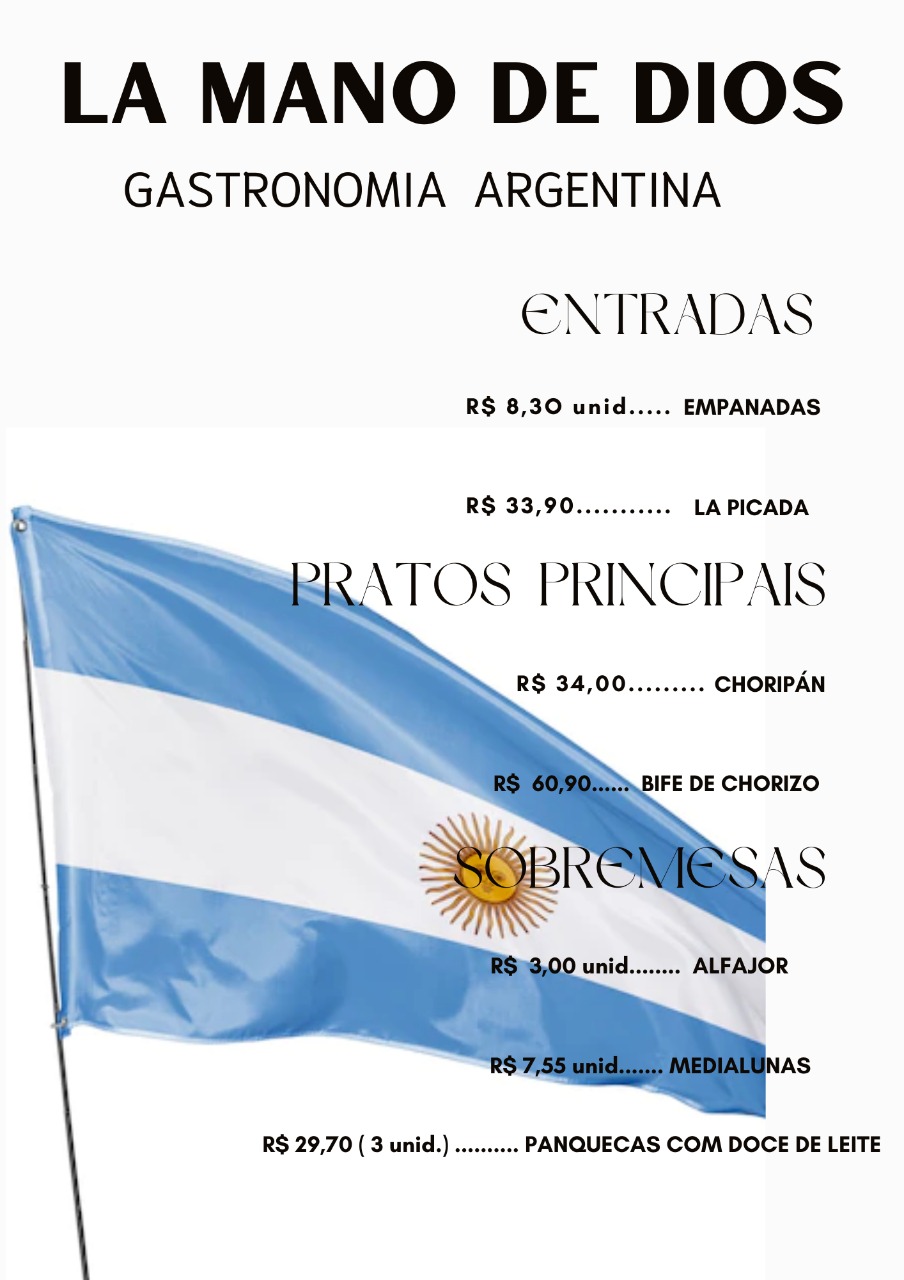 LA MANO DE DIOS
GASTRONOMIA ARGENTINA
ENTRADAS
R$ 8,30 unid..... EMPANADAS
R$ 33,90........... LA PICADA
PRATOS PRINCIPAIS
R$ 34,00......... CHORIPÁN
R$ 60,90...... BIFE DE CHORIZO
SOBREMESAS
R$ 3,00 unid........ ALFAJOR
R$ 7,55 unid....... MEDIALUNAS
R$ 29,70 ( 3 unid.) .......... PANQUECAS COM DOCE DE LEITE